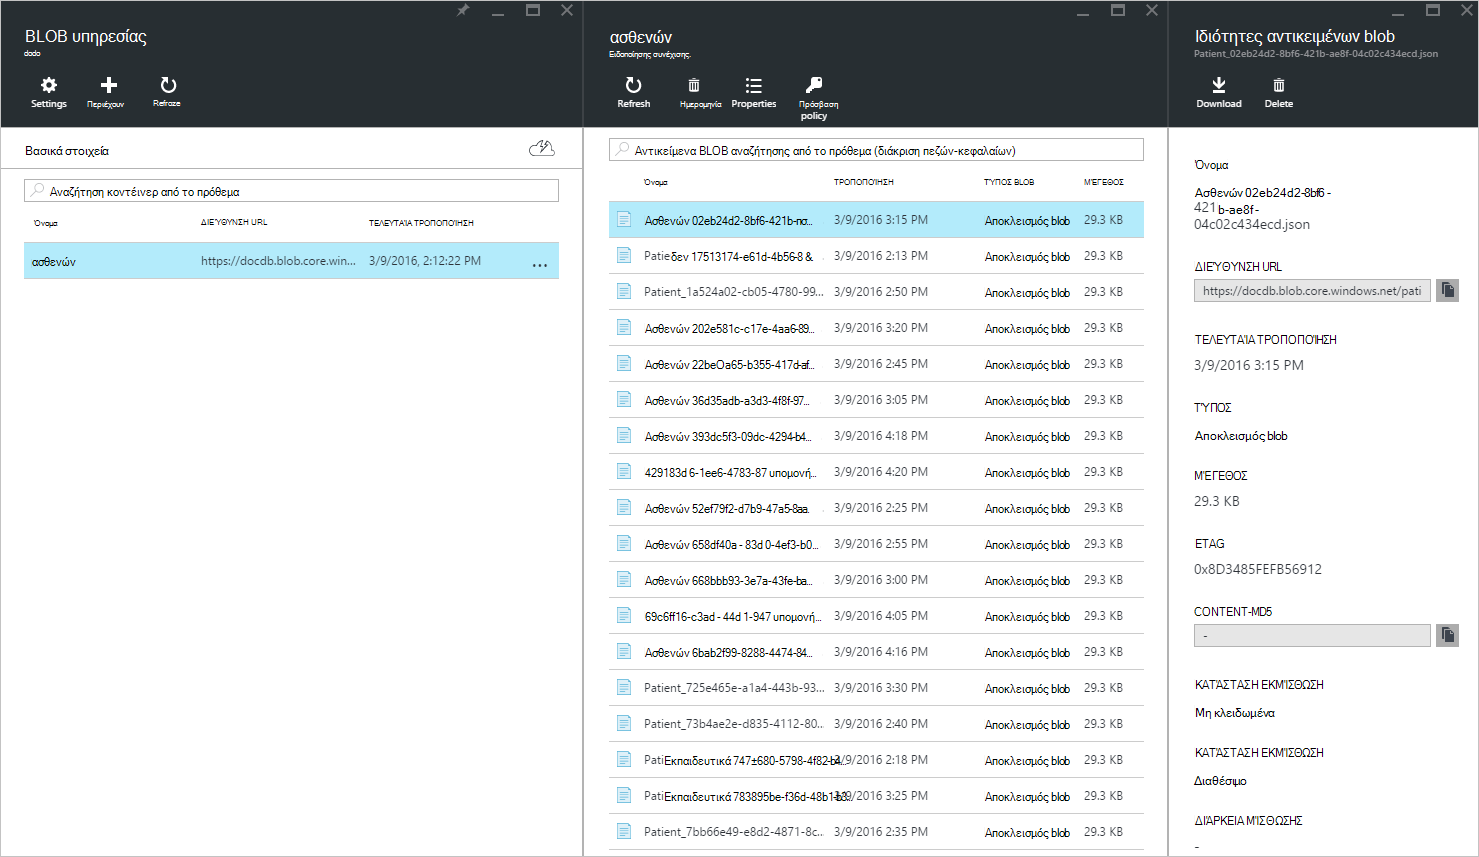 BLOB υπηρεσίας
dodo
Settings
Περιέχουν
Refraze
Βασικά στοιχεία
Αναζήτηση κοντέινερ από το πρόθεμα
Όνομα ΔΙΕΎΘΥΝΣΗ URL ΤΕΛΕΥΤΑΊΑ ΤΡΟΠΟΠΟΊΗΣΗ
ασθενών https://docdb.blob.core.win... 3/9/2016, 2:12:22 PM ...
ασθενών
Ειδοποίησης συνέχισης.
Refresh
Ημερομηνία
Properties
Πρόσβαση
policy
Αντικείμενα BLOB αναζήτησης από το πρόθεμα (διάκριση πεζών-κεφαλαίων)
Όνομα ΤΡΟΠΟΠΟΊΗΣΗ ΤΎΠΟΣ BLOB ΜΈΓΕΘΟΣ
Ασθενών 02eb24d2-8bf6-421b-πσ... 3/9/2016 3:15 PM Αποκλεισμός blob 29.3 KB
Patieδεν 17513174-e61d-4b56-8 & 3/9/2016 2:13 PM Αποκλεισμός blob 29.3 KB
Patient_1a524a02-cb05-4780-99... 3/9/2016 2:50 PM Αποκλεισμός blob 29.3 KB
Ασθενών 202e581c-c17e-4aa6-89... 3/9/2016 3:20 PM Αποκλεισμός blob 29.3 KB
Ασθενών 22beOa65-b355-417d-af... 3/9/2016 2:45 PM Αποκλεισμός blob 29.3 KB
Ασθενών 36d35adb-a3d3-4f8f-97... 3/9/2016 3:05 PM Αποκλεισμός blob 29.3 KB
Ασθενών 393dc5f3-09dc-4294-b4... 3/9/2016 4:18 PM Αποκλεισμός blob 29.3 KB
429183d 6-1ee6-4783-87 υπομονή... 3/9/2016 4:20 PM Αποκλεισμός blob 29.3 KB
Ασθενών 52ef79f2-d7b9-47a5-8aa. 3/9/2016 2:25 PM Αποκλεισμός blob 29.3 KB
Ασθενών 658df40a - 83d 0-4ef3-b0... 3/9/2016 2:55 PM Αποκλεισμός blob 29.3 KB
Ασθενών 668bbb93-3e7a-43fe-ba... 3/9/2016 3:00 PM Αποκλεισμός blob 29.3 KB
69c6ff16-c3ad - 44d 1-947 υπομονή... 3/9/2016 4:05 PM Αποκλεισμός blob 29.3 KB
Ασθενών 6bab2f99-8288-4474-84... 3/9/2016 4:16 PM Αποκλεισμός blob 29.3 KB
Patient_725e465e-a1a4-443b-93... 3/9/2016 3:30 PM Αποκλεισμός blob 29.3 KB
Patient_73b4ae2e-d835-4112-80... 3/9/2016 2:40 PM Αποκλεισμός blob 29.3 KB
PatiΕκπαιδευτικά 747±680-5798-4f82-b4... 3/9/2016 2:18 PM Αποκλεισμός blob 29.3 KB
PatiΕκπαιδευτικά 783895be-f36d-48b1-b3... 3/9/2016 3:25 PM Αποκλεισμός blob 29.3 KB
Patient_7bb66e49-e8d2-4871-8c... 3/9/2016 2:35 PM Αποκλεισμός blob 29.3 KB
Ιδιότητες αντικειμένων blob
Patient_02eb24d2-8bf6-421b-ae8f-04c02c434ecd.json
Download
Delete
Όνομα
Ασθενών 02eb24d2-8bf6 -
421b-ae8f -
04c02c434ecd.json
ΔΙΕΎΘΥΝΣΗ URL
https://docdb.blob.core.windows.net/pati
ΤΕΛΕΥΤΑΊΑ ΤΡΟΠΟΠΟΊΗΣΗ
3/9/2016 3:15 PM
ΤΎΠΟΣ
Αποκλεισμός blob
ΜΈΓΕΘΟΣ
29.3 KB
ETAG
0x8D3485FEFB56912
CONTENT-MD5
-
ΚΑΤΆΣΤΑΣΗ ΕΚΜΊΣΘΩΣΗ
Μη κλειδωμένα
ΚΑΤΆΣΤΑΣΗ ΕΚΜΊΣΘΩΣΗ
Διαθέσιμο
ΔΙΆΡΚΕΙΑ ΜΊΣΘΩΣΗΣ
-